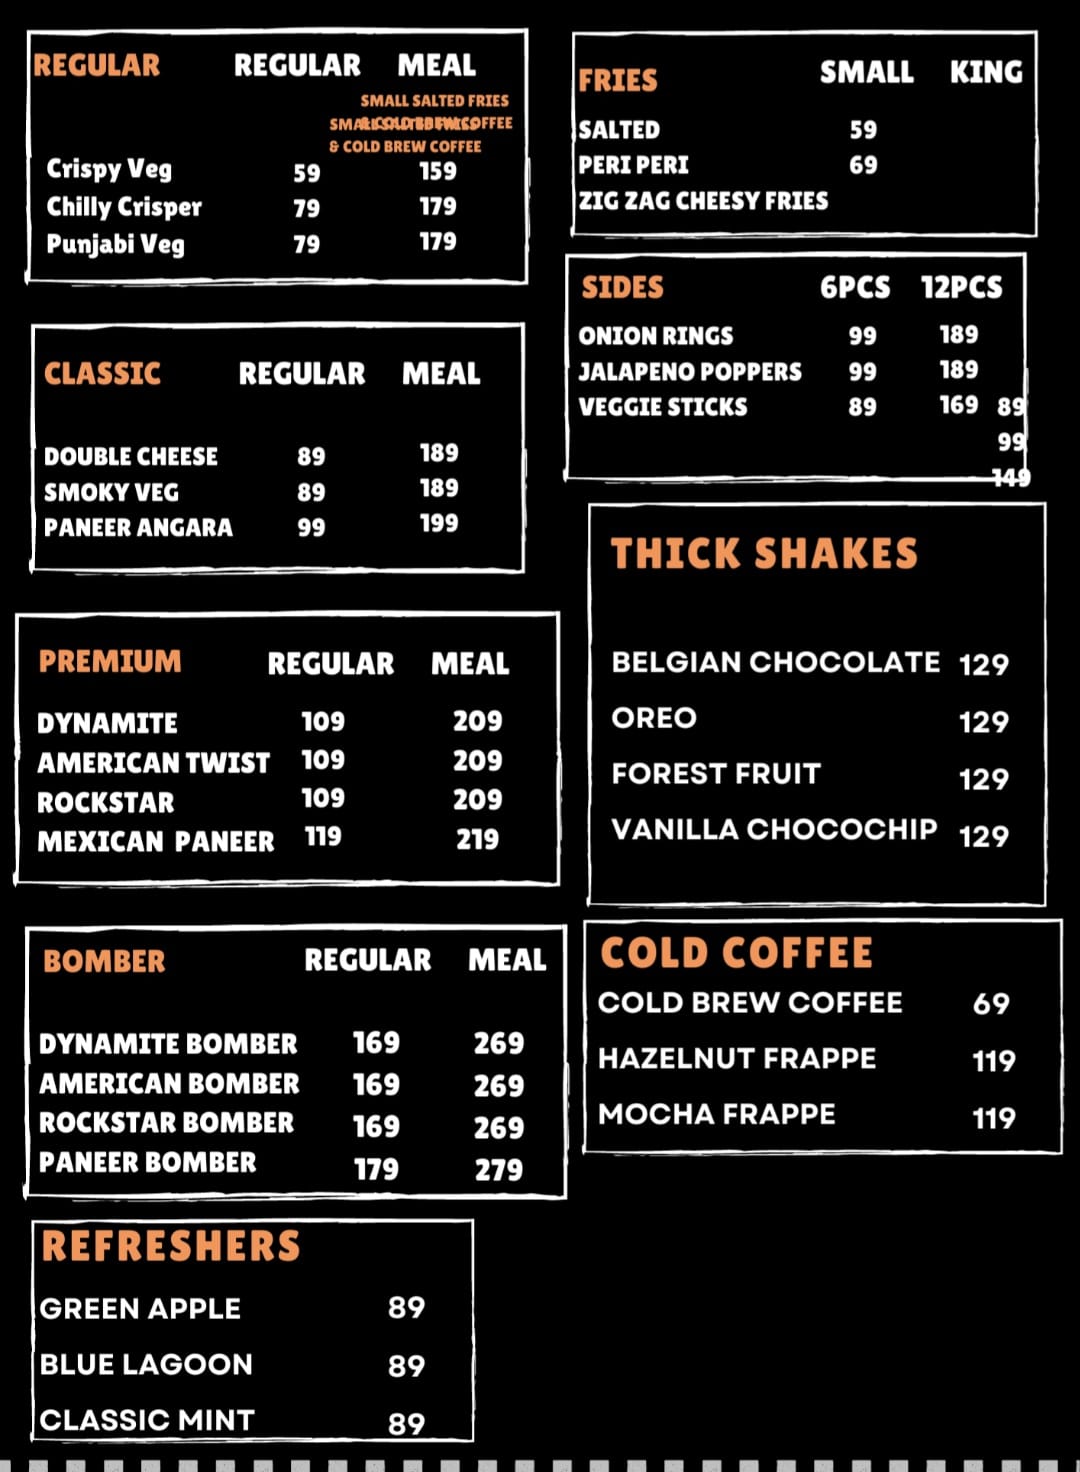 REGULAR REGULAR MEAL
SMALL SALTED FRIES
& COLD BREW COFFEE
SMALL SALTED FRIES
& COLD BREW COFFEE
Crispy Veg 59 159
Chilly Crisper 79 179
Punjabi Veg 79 179
CLASSIC REGULAR MEAL
DOUBLE CHEESE 89 189
SMOKY VEG 89 189
PANEER ANGARA 99 199
PREMIUM REGULAR MEAL
DYNAMITE 109 209
AMERICAN TWIST 109 209
ROCKSTAR 109 209
MEXICAN PANEER 119 219
BOMBER REGULAR MEAL
DYNAMITE BOMBER 169 269
AMERICAN BOMBER 169 269
ROCKSTAR BOMBER 169 269
PANEER BOMBER 179 279
REFRESHERS
GREEN APPLE 89
BLUE LAGOON 89
CLASSIC MINT 89
FRIES SMALL KING
SALTED 59
PERI PERI 69
ZIG ZAG CHEESY FRIES
SIDES 6PCS 12PCS
ONION RINGS 99 189
JALAPENO POPPERS 99 189
VEGGIE STICKS 89 169 89
99
149
THICK SHAKES
BELGIAN CHOCOLATE 129
OREO 129
FOREST FRUIT 129
VANILLA CHOCOCHIP 129
COLD COFFEE
COLD BREW COFFEE 69
HAZELNUT FRAPPE 119
MOCHA FRAPPE 119